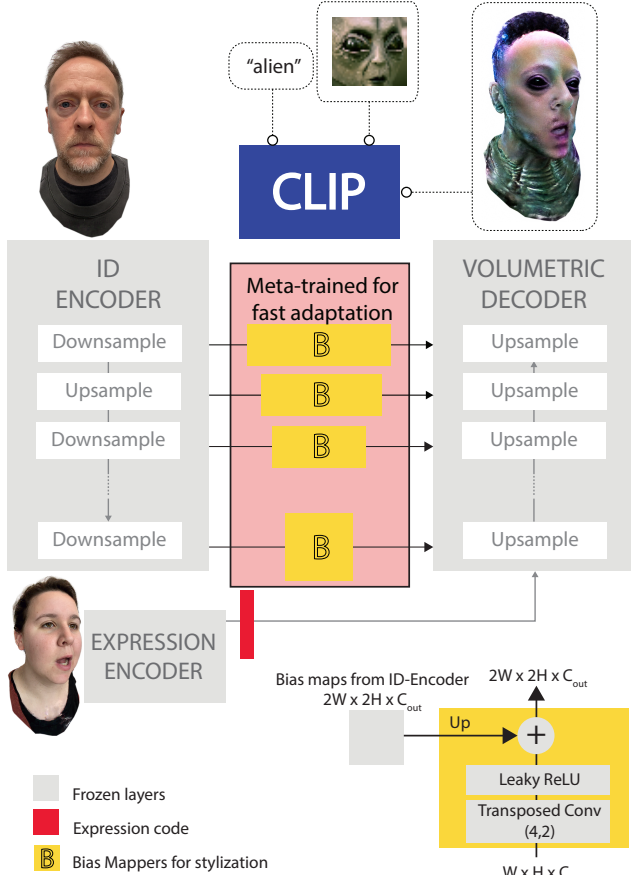 “alien”
CLIP
ID
ENCODER
Downsample
Upsample
Downsample
Downsample
Meta-trained for
fast adaptation
B
B
B
B
VOLUMETRIC
DECODER
Upsample
Upsample
Upsample
Upsample
EXPRESSION
ENCODER
Bias maps from ID-Encoder
2W x 2H x Cout
2W x 2H x Cout
Up
+
Leaky ReLU
Transposed Conv
(4,2)
W x H x C
Frozen layers
Expression code
B Bias Mappers for stylization